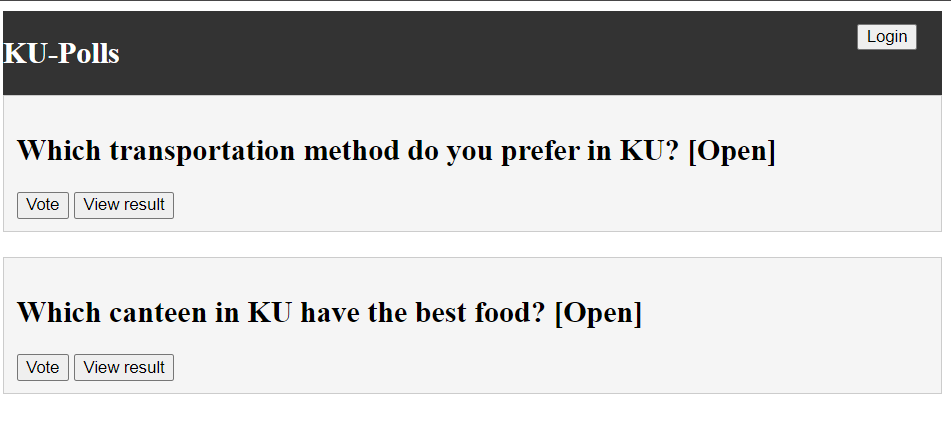 Login
KU-Polls
Which transportation method do you prefer in KU? [Open]
Vote View result
Which canteen in KU have the best food? [Open]
Vote View result